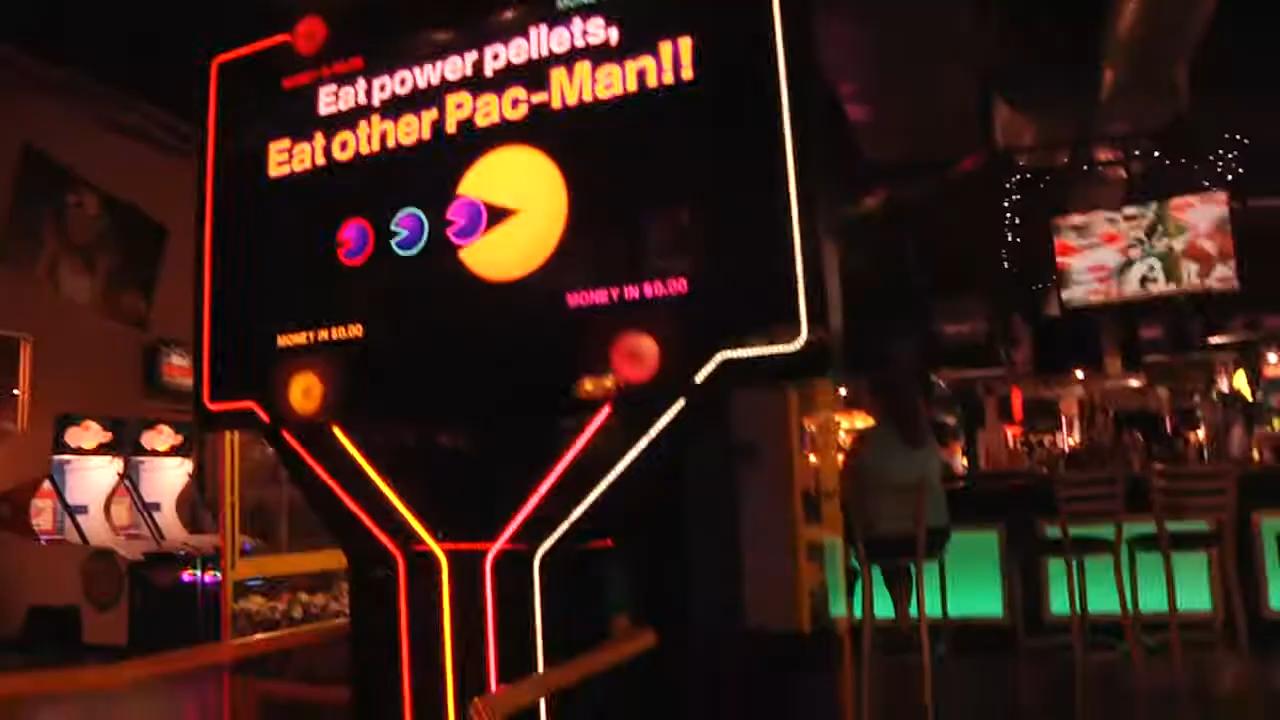 Eat power pellets,
Eat other Pac-Man!!
MONEY IN $0.00
MONEY IN $0.00